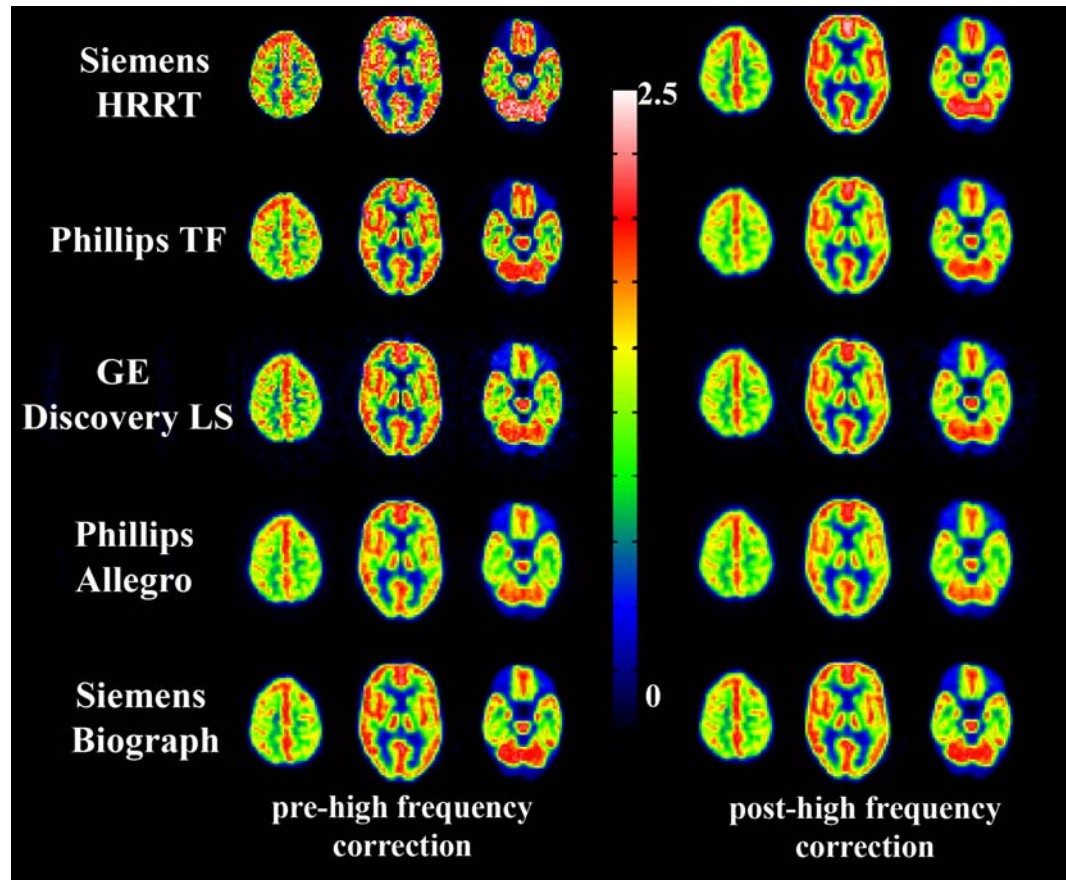 Siemens
HRRT
2.5
Phillips TF
GE
Discovery LS
Phillips
Allegro
0
Siemens
Biograph
pre-high frequency
correction
post-high frequency
correction